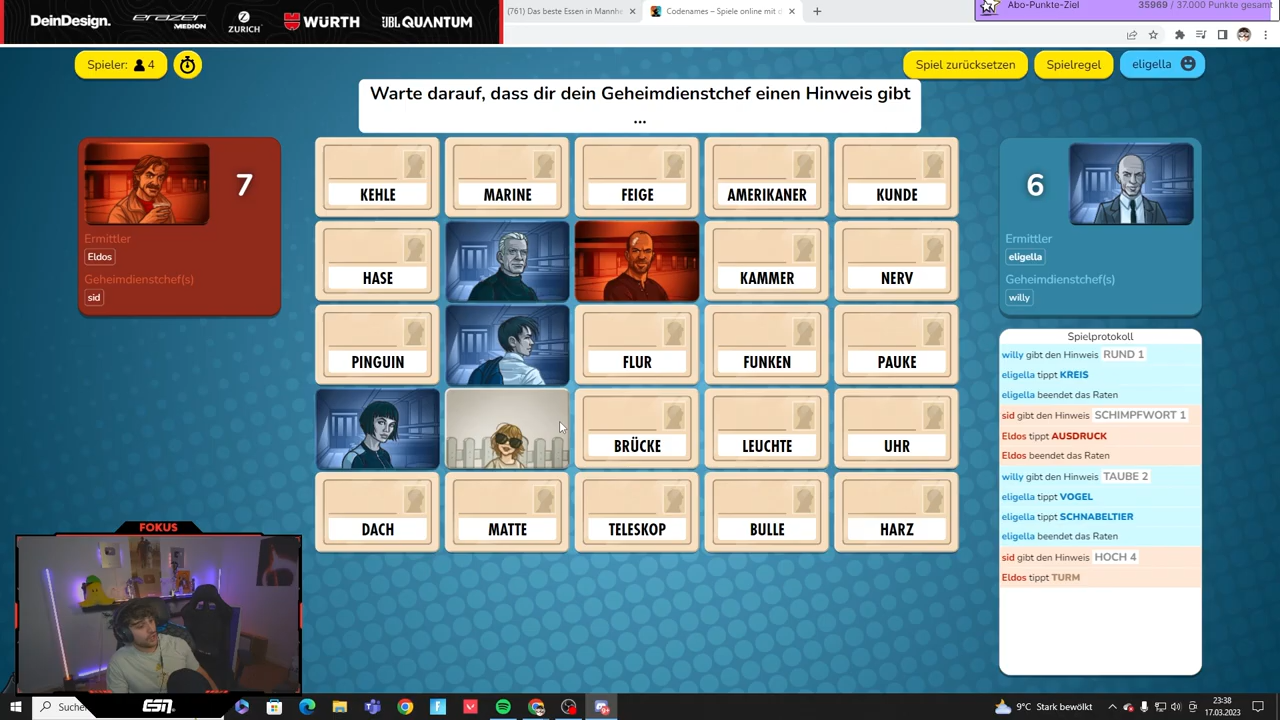 DeinDesign.
erazer
MEDION
ZURICH
WÜRTH
JBL QUANTUM
(761) Das beste Essen in Mannhe
Codenames – Spiele online mit d
Abo-Punkte-Ziel
35969 / 37.000 Punkte gesamt
Spieler: 4
Spiel zurücksetzen
Spielregel
eligella
Warte darauf, dass dir dein Geheimdienstchef einen Hinweis gibt
...
7
Ermittler
Eldos
Geheimdienstchef(s)
sid
KEHLE
MARINE
FEIGE
AMERIKANER
KUNDE
HASE
KAMMER
NERV
PINGUIN
FLUR
FUNKEN
PAUKE
BRÜCKE
LEUCHTE
UHR
DACH
MATTE
TELESKOP
BULLE
HARZ
6
Ermittler
eligella
Geheimdienstchef(s)
willy
Spielprotokoll
willy gibt den Hinweis RUND 1
eligella tippt KREIS
eligella beendet das Raten
sid gibt den Hinweis SCHIMPFWORT 1
Eldos tippt AUSDRUCK
Eldos beendet das Raten
willy gibt den Hinweis TAUBE 2
eligella tippt VOGEL
eligella tippt SCHNABELTIER
eligella beendet das Raten
sid gibt den Hinweis HOCH 4
Eldos tippt TURM
FOKUS
Suche
9°C Stark bewölkt
23:38
17.03.2023